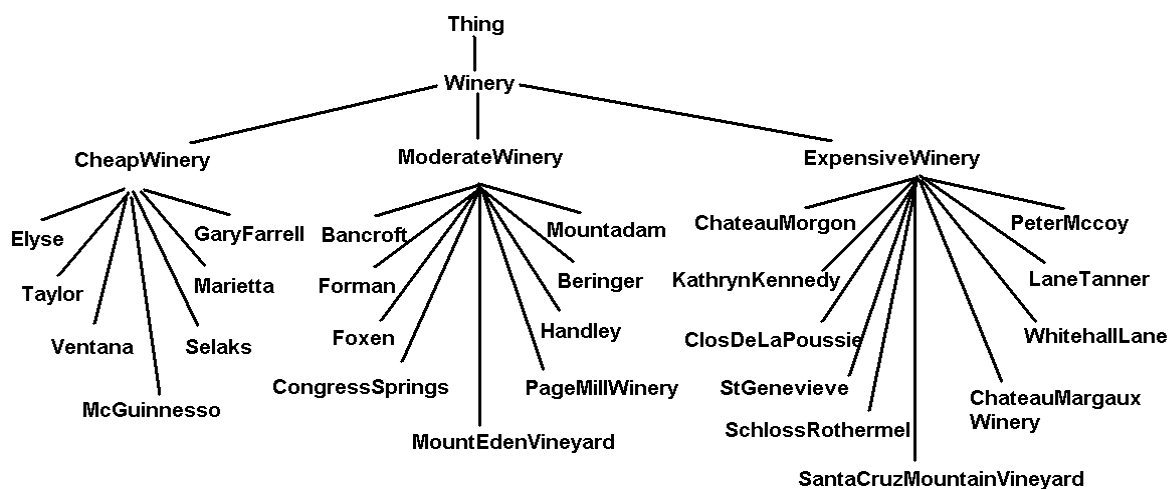 Thing
Winery
CheapWinery
ModerateWinery
ExpensiveWinery
Elyse
Taylor
Ventana
McGuinnesso
Selaks
Marietta
GaryFarrell
Bancroft
Forman
Foxen
CongressSprings
MountEdenVineyard
PageMillWinery
Handley
Beringer
Mountadam
ChateauMorgon
KathrynKennedy
ClosDeLaPoussie
StGenevieve
SchlossRothermel
SantaCruzMountainVineyard
ChateauMargaux
Winery
WhitehallLane
LaneTanner
PeterMccoy